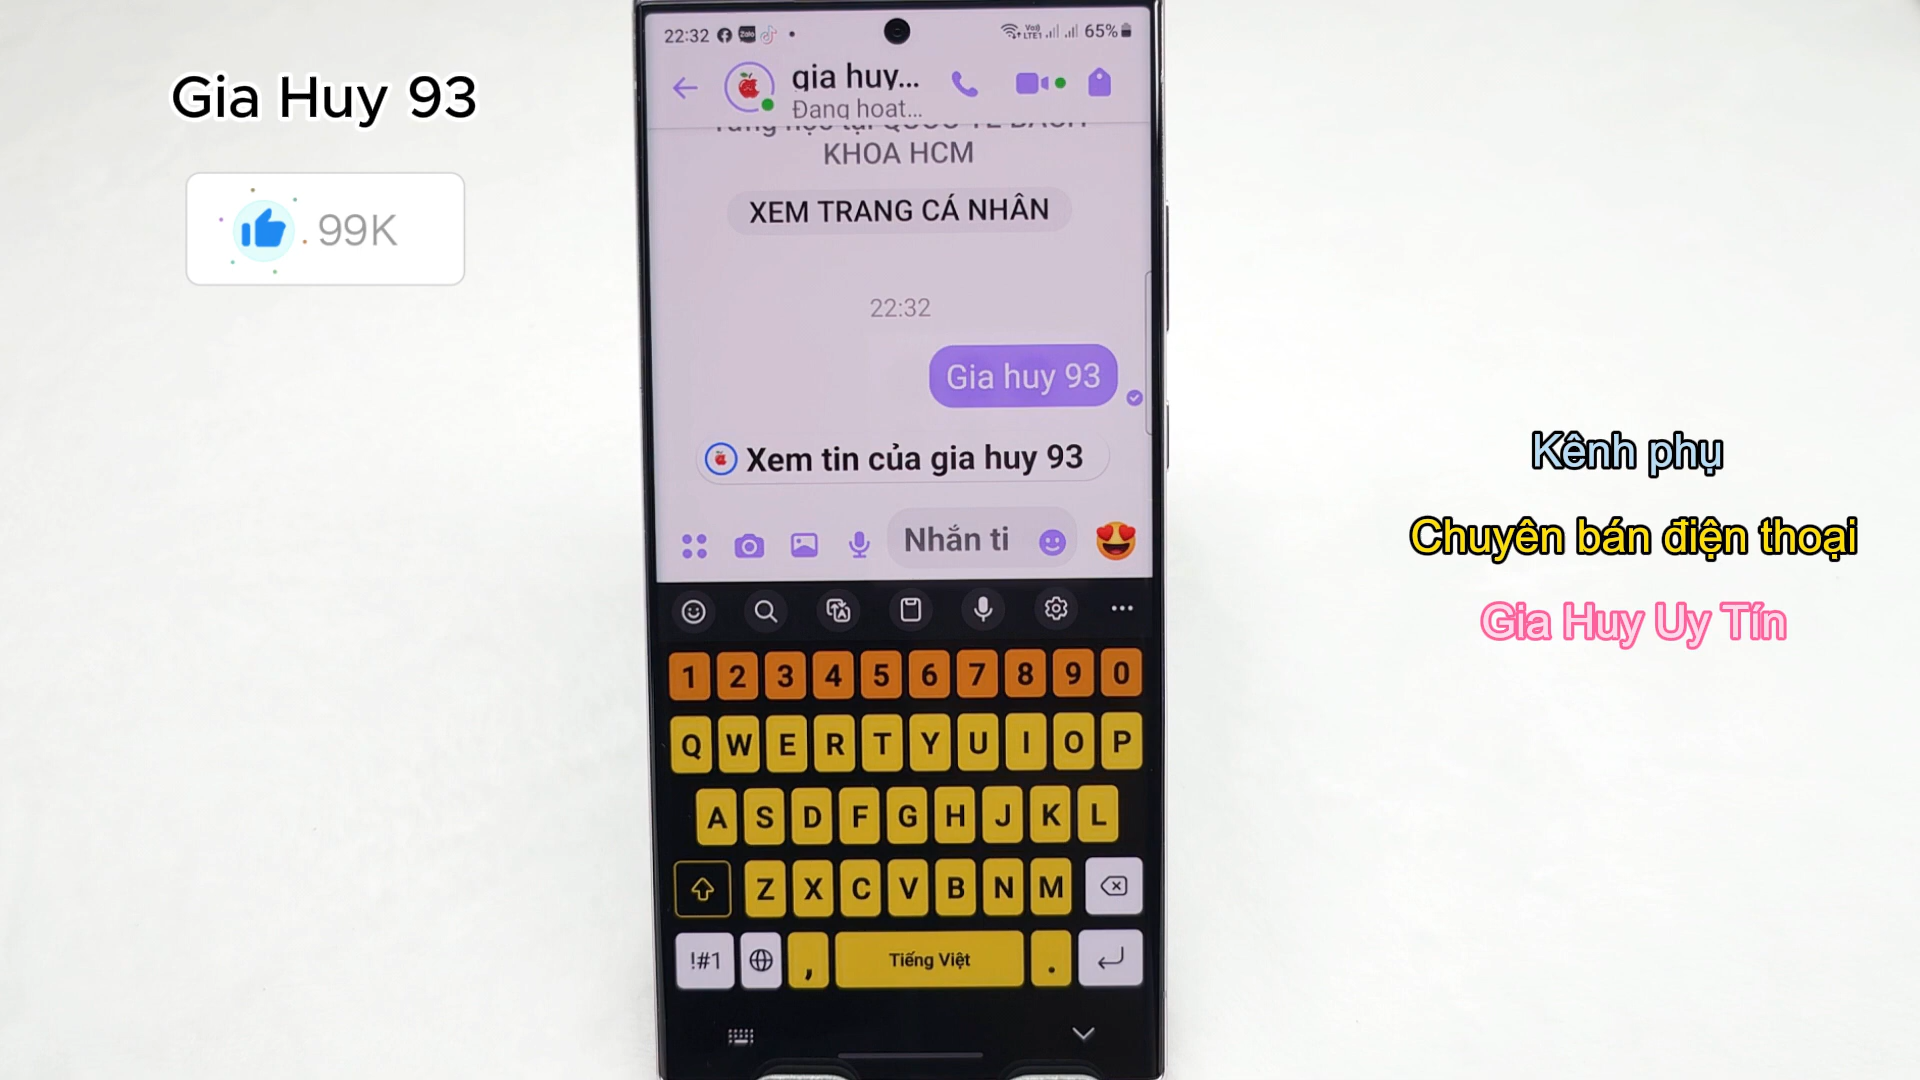 Gia Huy 93
99K
22:32
65%
gia huy...
Đang hoạt...
KHOA HCM
XEM TRANG CÁ NHÂN
22:32
Gia huy 93
Xem tin của gia huy 93
Nhắn ti
Kênh phụ
Chuyên bán điện thoại
Gia Huy Uy Tín
1 2 3 4 5 6 7 8 9 0
Q W E R T Y U I O P
A S D F G H J K L
Z X C V B N M
!#1 , Tiếng Việt .